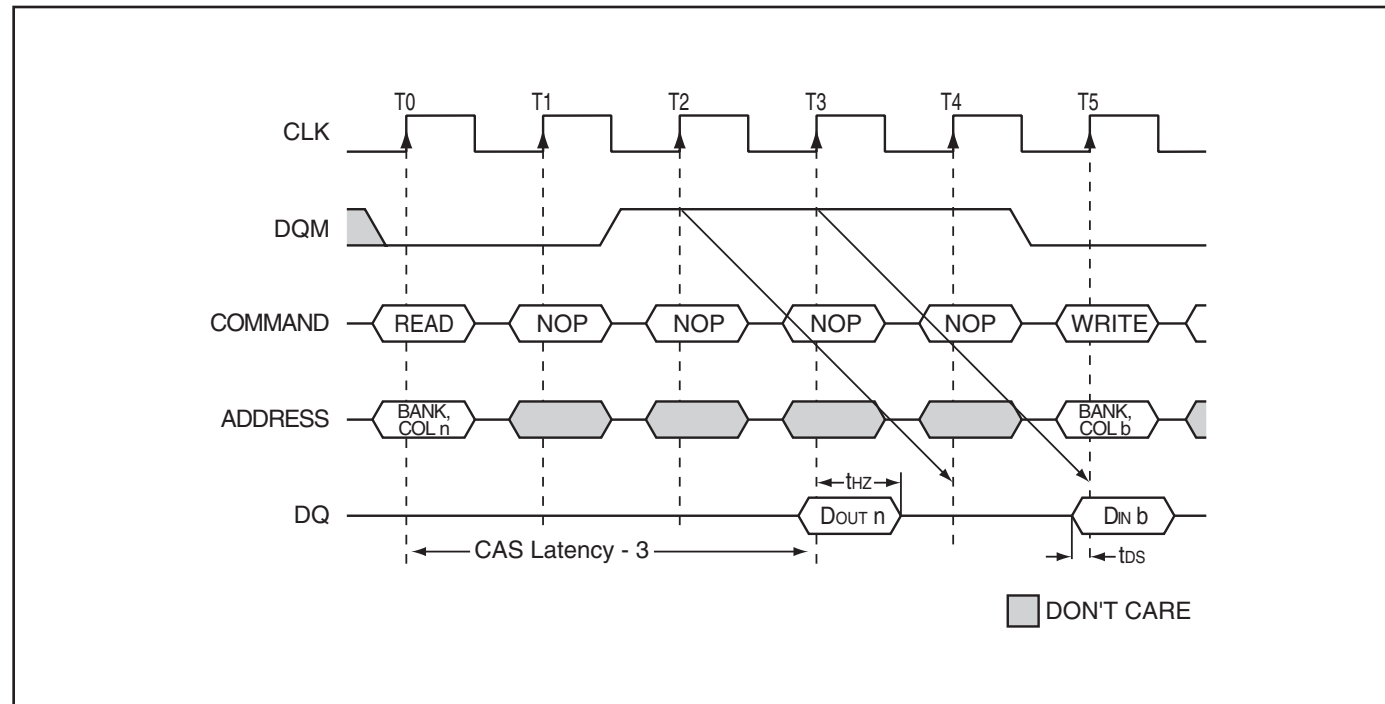 T0 T1 T2 T3 T4 T5
CLK
DQM
COMMAND READ NOP NOP NOP NOP WRITE
ADDRESS BANK, COL n BANK, COL b
tHZ
DQ DOUT n DIN b
CAS Latency - 3 tDS
DON'T CARE